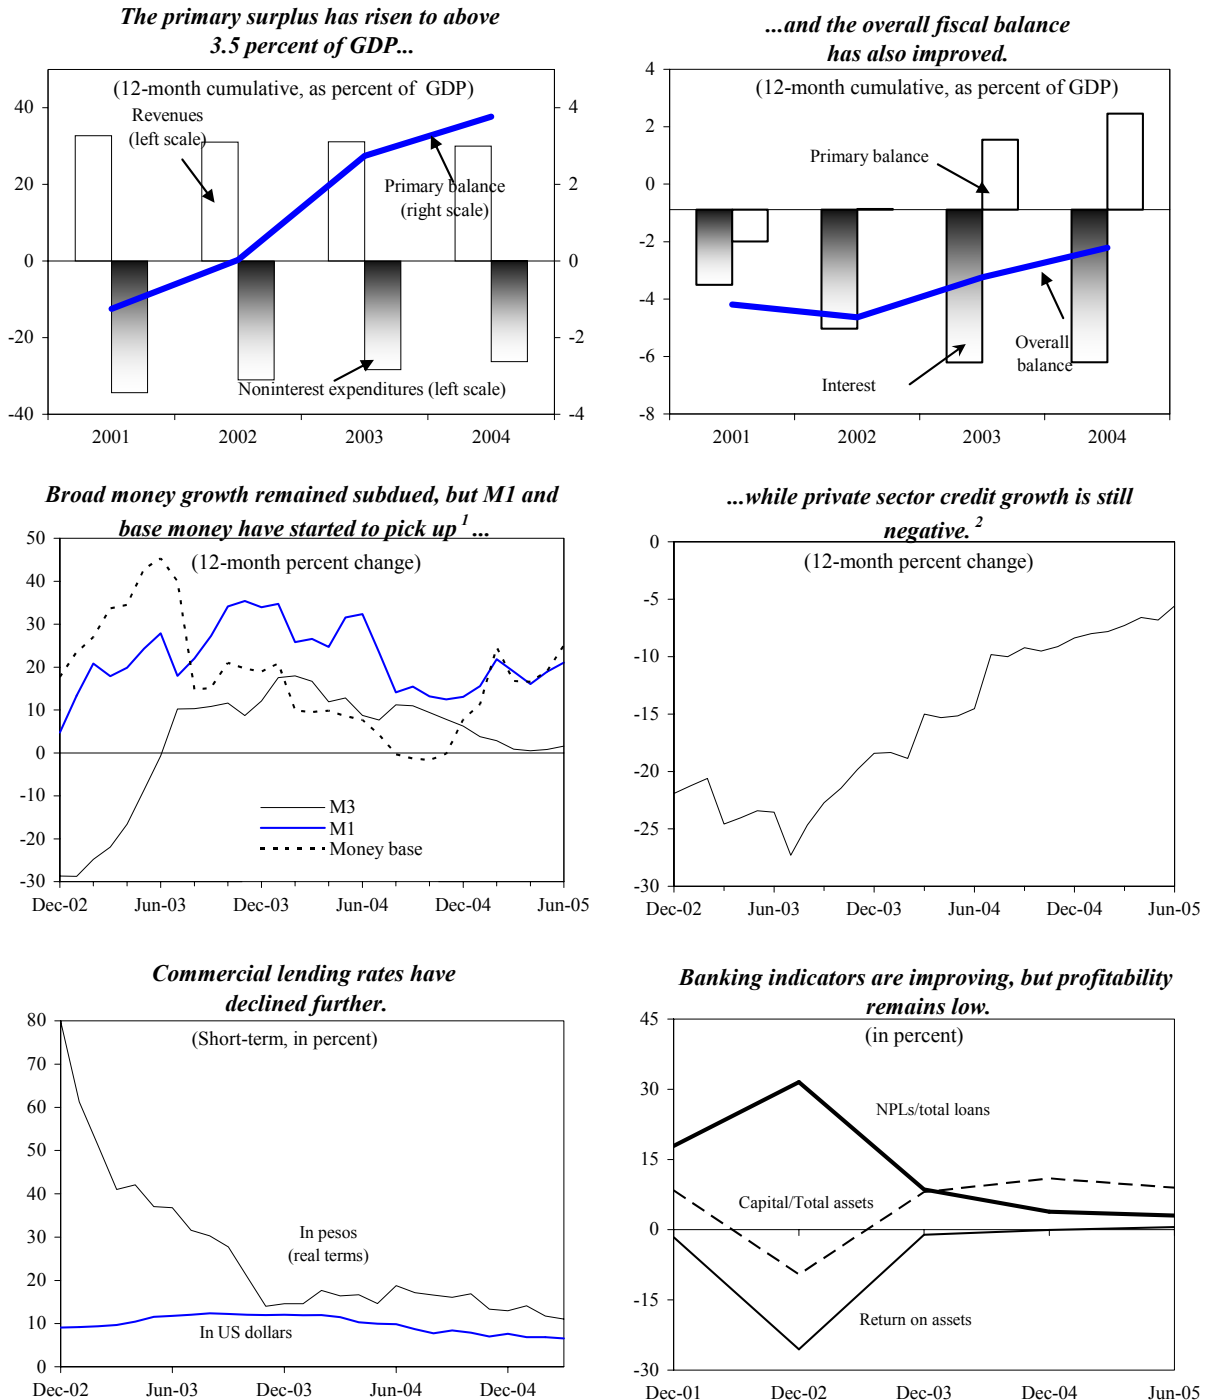 The primary surplus has risen to above
3.5 percent of GDP...
(12-month cumulative, as percent of GDP)
Revenues
(left scale)
Primary balance
(right scale)
Noninterest expenditures (left scale)
40
20
0
-20
-40
4
2
0
-2
-4
2001 2002 2003 2004
...and the overall fiscal balance
has also improved.
(12-month cumulative, as percent of GDP)
Primary balance
Overall
balance
Interest
4
2
0
-2
-4
-6
-8
2001 2002 2003 2004
Broad money growth remained subdued, but M1 and
base money have started to pick up 1 ...
(12-month percent change)
50
40
30
20
10
0
-10
-20
-30
M3
M1
Money base
Dec-02 Jun-03 Dec-03 Jun-04 Dec-04 Jun-05
...while private sector credit growth is still
negative. 2
(12-month percent change)
0
-5
-10
-15
-20
-25
-30
Dec-02 Jun-03 Dec-03 Jun-04 Dec-04 Jun-05
Commercial lending rates have
declined further.
(Short-term, in percent)
80
70
60
50
40
30
20
10
0
In pesos
(real terms)
In US dollars
Dec-02 Jun-03 Dec-03 Jun-04 Dec-04
Banking indicators are improving, but profitability
remains low.
(in percent)
45
30
15
0
-15
-30
NPLs/total loans
Capital/Total assets
Return on assets
Dec-01 Dec-02 Dec-03 Dec-04 Jun-05